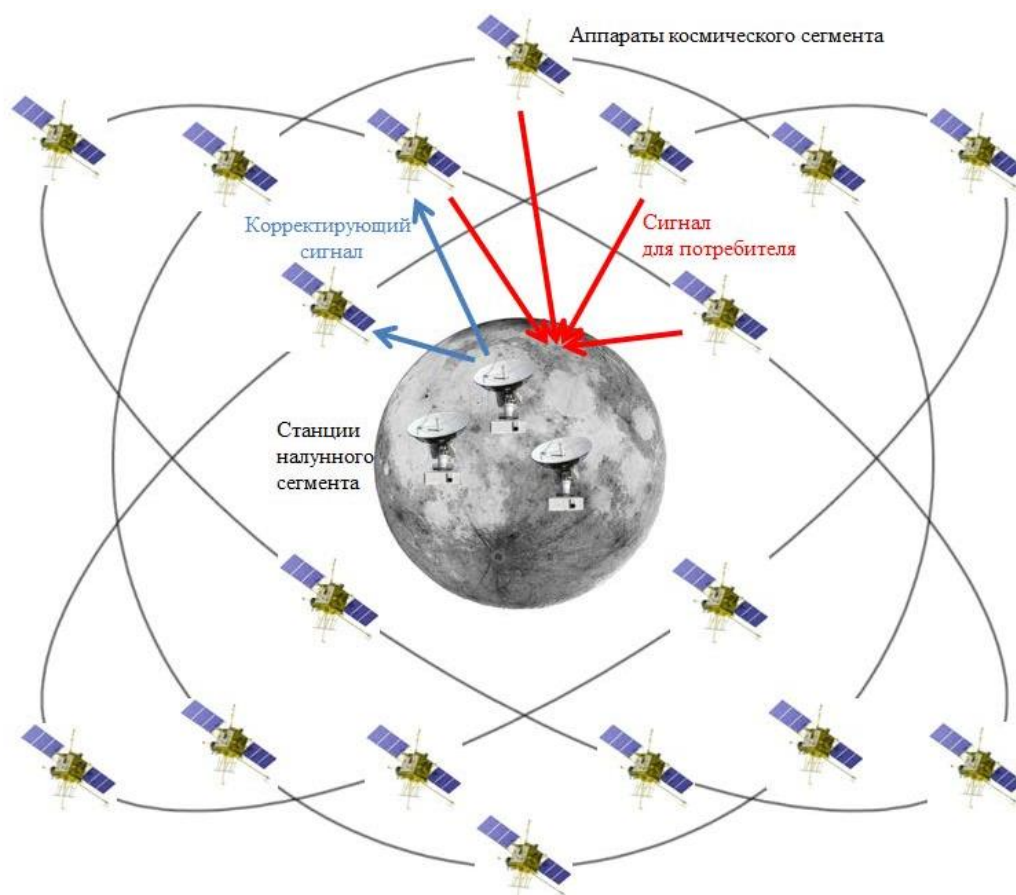 Аппараты космического сегмента
Корректирующий
сигнал
Сигнал
для потребителя
Станции
налунного
сегмента